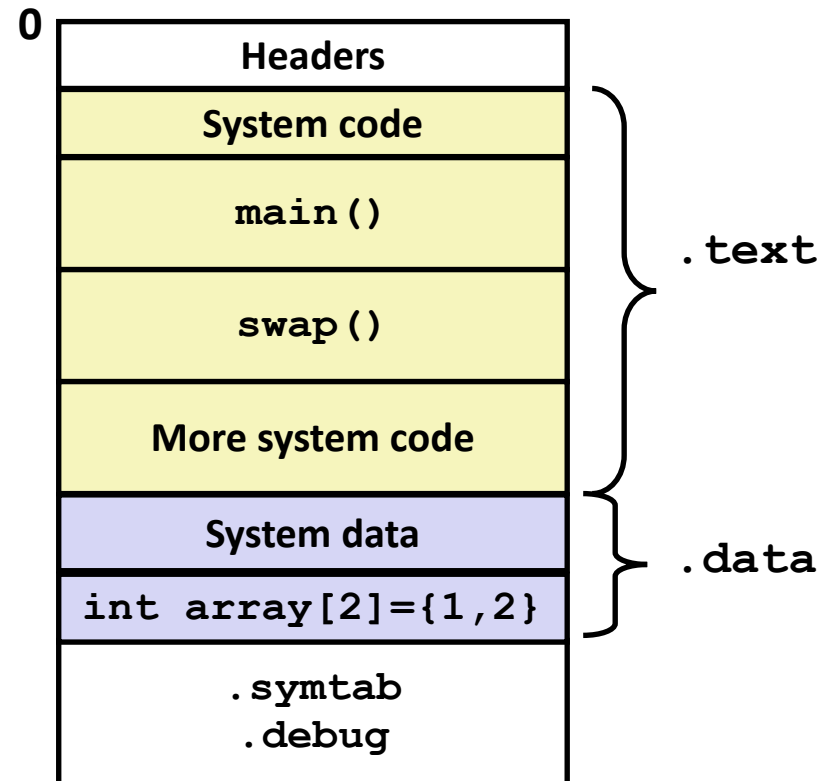 0
Headers
System code
main()
swap()
More system code
.text
System data
int array[2]={1,2}
.data
.symtab
.debug